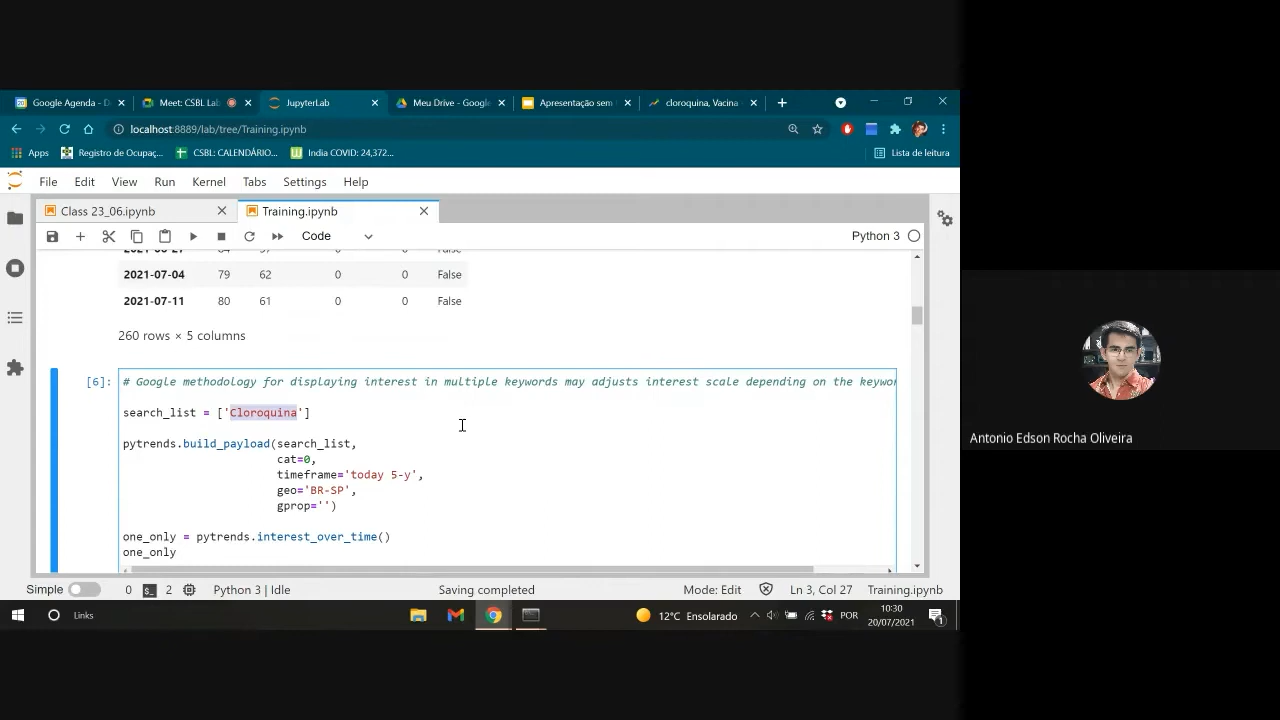 Google Agenda - D
Meet: CSBL Lab
JupyterLab
Meu Drive - Google
Apresentação sem
cloroquina, Vacina
localhost:8889/lab/tree/Training.ipynb
Apps
Registro de Ocupaç...
CSBL: CALENDÁRIO...
India COVID: 24,372...
Lista de leitura
File Edit View Run Kernel Tabs Settings Help
Class 23_06.ipynb
Training.ipynb
Code
Python 3
2021-07-04 79 62 0 0 False
2021-07-11 80 61 0 0 False
260 rows × 5 columns
[6]:
# Google methodology for displaying interest in multiple keywords may adjusts interest scale depending on the keywor
search_list = ['Cloroquina']
pytrends.build_payload(search_list,
cat=0,
timeframe='today 5-y',
geo='BR-SP',
gprop='')
one_only = pytrends.interest_over_time()
one_only
Antonio Edson Rocha Oliveira
Simple 0 2 Python 3 | Idle Saving completed Mode: Edit Ln 3, Col 27 Training.ipynb
Links
12°C Ensolarado
POR
10:30
20/07/2021
1